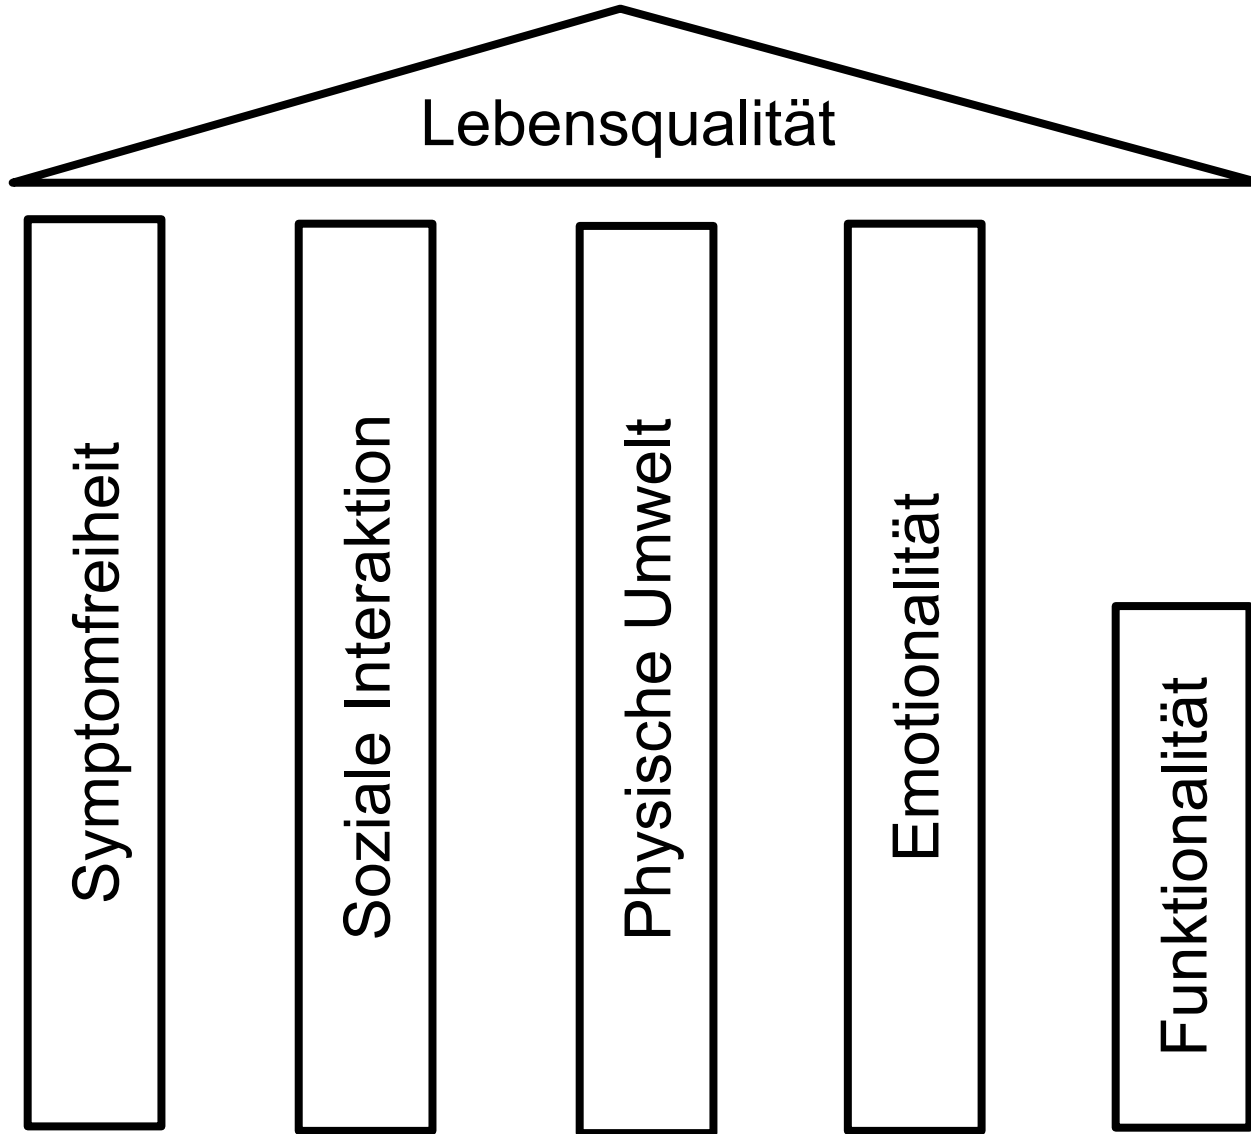 Lebensqualität
Symptomfreiheit
Soziale Interaktion
Physische Umwelt
Emotionalität
Funktionalität